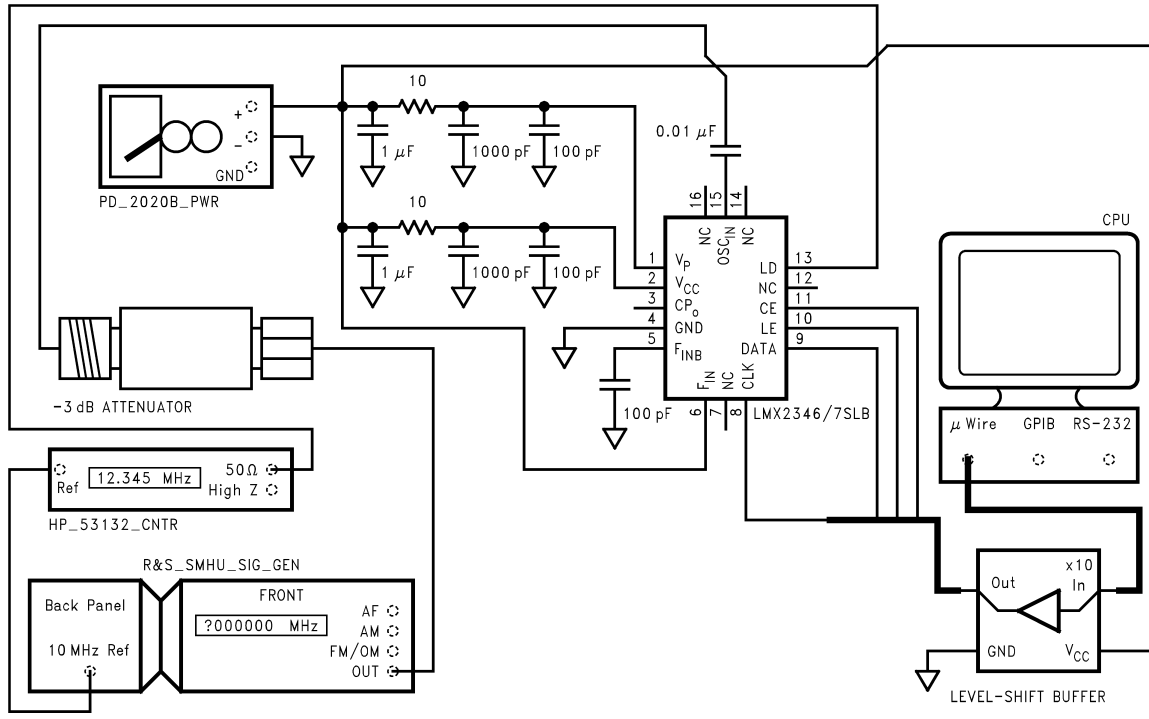 10
+
1 μF
1000 pF
100 pF
0.01 μF
−
GND
PD_2020B_PWR
10
1 μF
1000 pF
100 pF
16
15
14
NC
OSCIN
NC
CPU
1
VP
LD
13
2
VCC
NC
12
3
CPo
CE
11
4
GND
LE
10
5
FINB
DATA
9
FIN
NC
CLK
6
7
8
100 pF
LMX2346/7SLB
-3 dB ATTENUATOR
μ Wire
GPIB
RS-232
Ref
12.345 MHz
50Ω
High Z
HP_53132_CNTR
R&S_SMHU_SIG_GEN
Back Panel
10 MHz Ref
FRONT
?000000 MHz
AF
AM
FM/OM
OUT
x10
Out
In
GND
VCC
LEVEL-SHIFT BUFFER